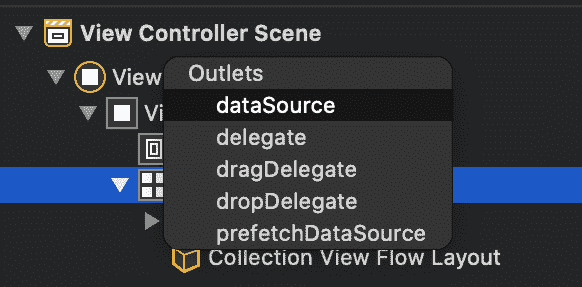 View Controller Scene
View
Outlets
Vi
dataSource
delegate
dragDelegate
dropDelegate
prefetchDataSource
Collection View Flow Layout